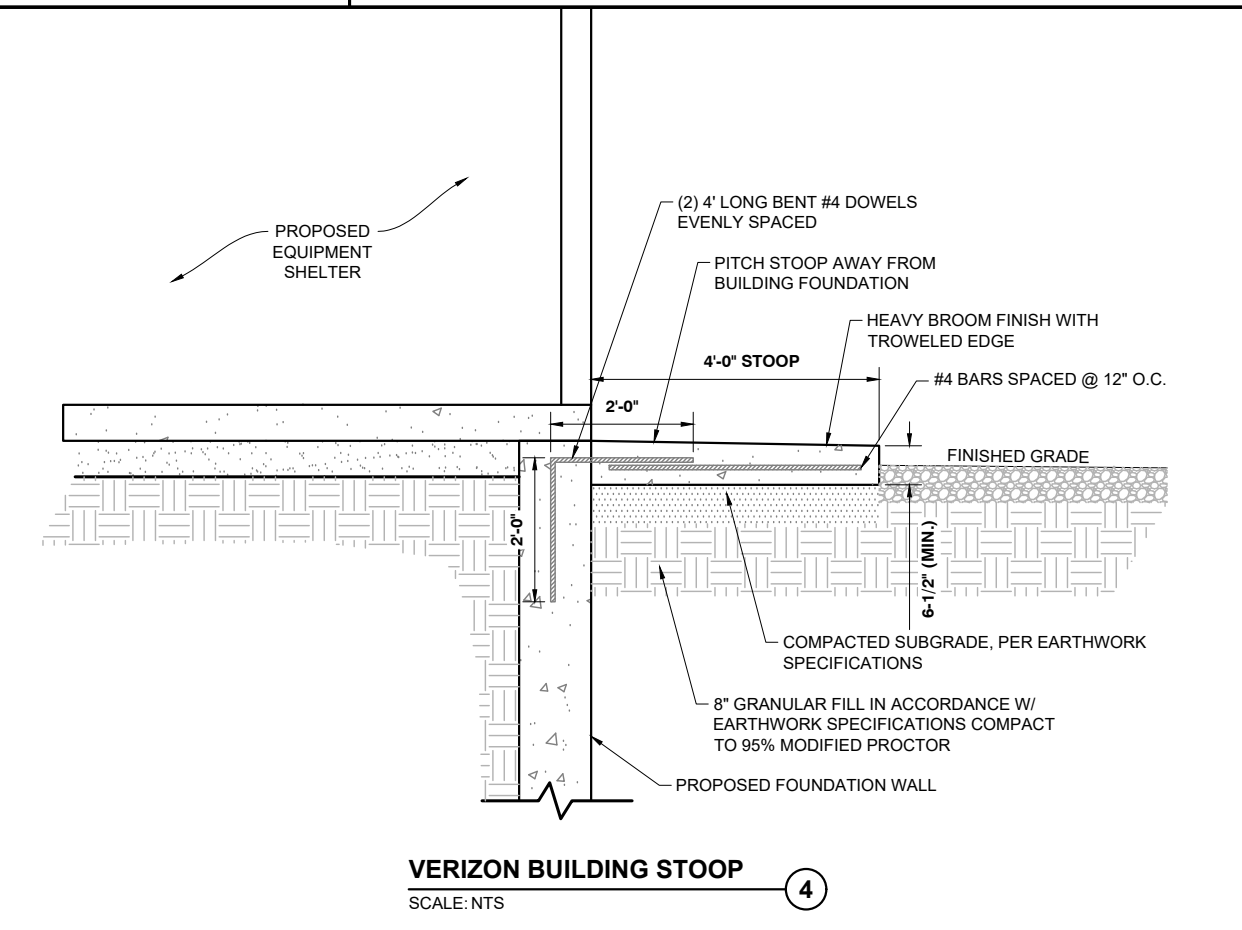 (2) 4' LONG BENT #4 DOWELS
EVENLY SPACED
PROPOSED
EQUIPMENT
SHELTER
PITCH STOOP AWAY FROM
BUILDING FOUNDATION
HEAVY BROOM FINISH WITH
TROWELED EDGE
4'-0" STOOP
#4 BARS SPACED @ 12" O.C.
2'-0"
FINISHED GRADE
2'-0"
6-1/2" (MIN.)
COMPACTED SUBGRADE, PER EARTHWORK
SPECIFICATIONS
8" GRANULAR FILL IN ACCORDANCE W/
EARTHWORK SPECIFICATIONS COMPACT
TO 95% MODIFIED PROCTOR
PROPOSED FOUNDATION WALL
VERIZON BUILDING STOOP
4
SCALE: NTS